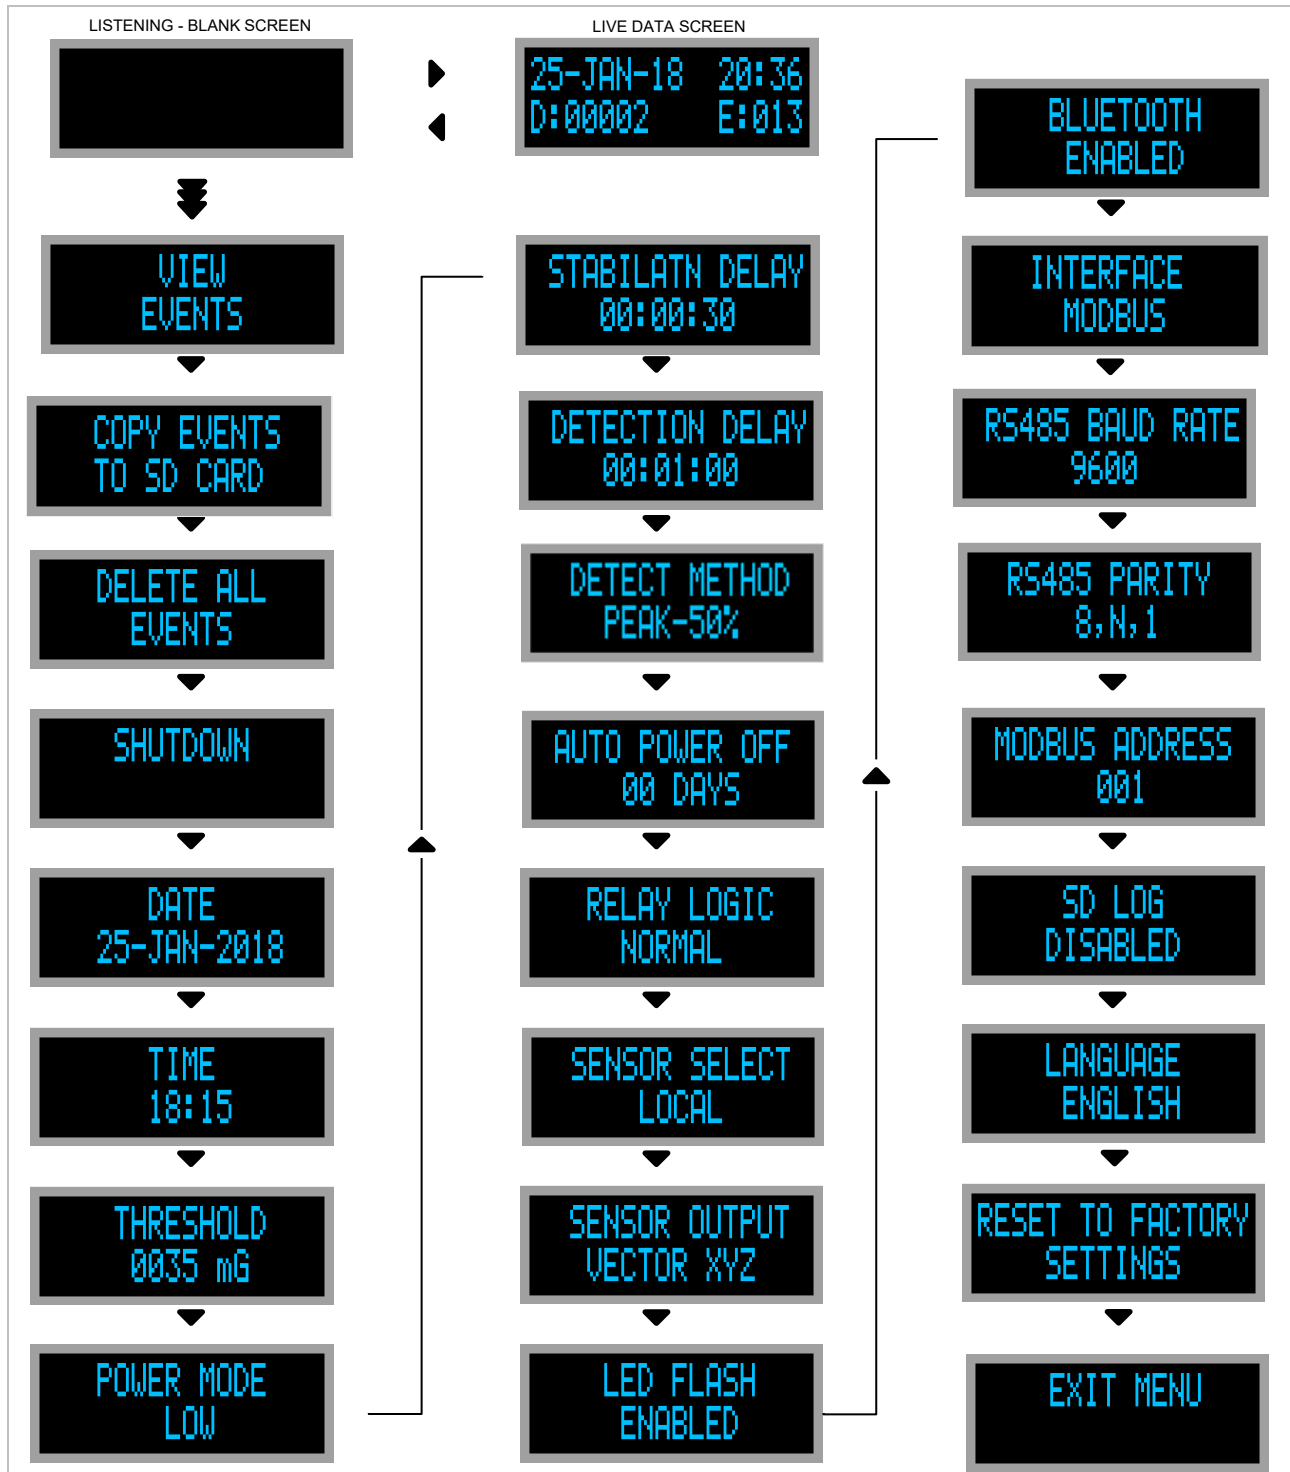 LISTENING - BLANK SCREEN
VIEW
EVENTS
COPY EVENTS
TO SD CARD
DELETE ALL
EVENTS
SHUTDOWN
DATE
25-JAN-2018
TIME
18:15
THRESHOLD
0035 mG
POWER MODE
LOW
LIVE DATA SCREEN
25-JAN-18 20:36
D:00002 E:013
STABILATN DELAY
00:00:30
DETECTION DELAY
00:01:00
DETECT METHOD
PEAK-50%
AUTO POWER OFF
00 DAYS
RELAY LOGIC
NORMAL
SENSOR SELECT
LOCAL
SENSOR OUTPUT
VECTOR XYZ
LED FLASH
ENABLED
BLUETOOTH
ENABLED
INTERFACE
MODBUS
RS485 BAUD RATE
9600
RS485 PARITY
8,N,1
MODBUS ADDRESS
001
SD LOG
DISABLED
LANGUAGE
ENGLISH
RESET TO FACTORY
SETTINGS
EXIT MENU